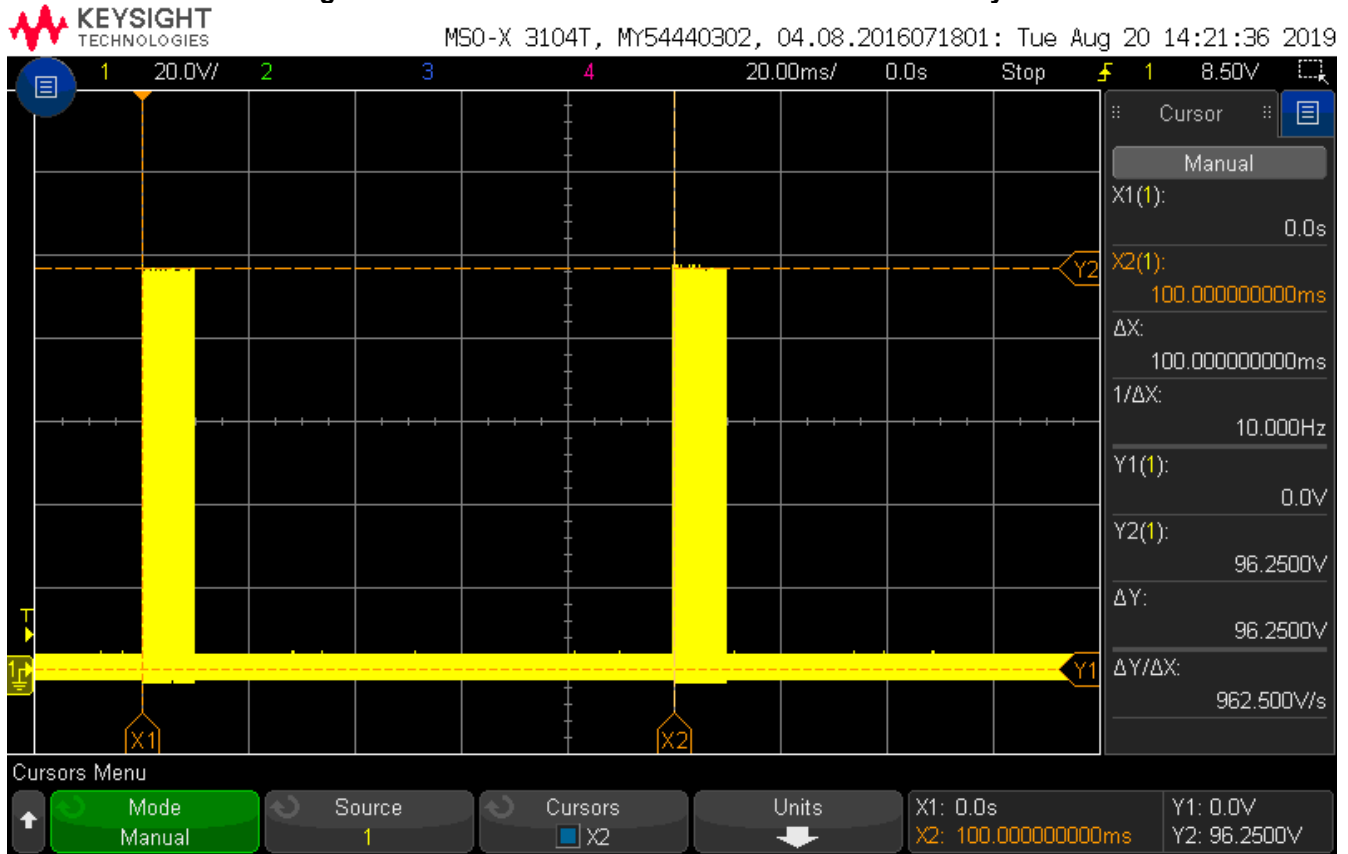 KEYSIGHT
TECHNOLOGIES
MSO-X 3104T, MY54440302, 04.08.2016071801: Tue Aug 20 14:21:36 2019
1 20.0V/ 2 3 4 20.00ms/ 0.0s Stop 1 8.50V
Cursor
Manual
X1(1):
0.0s
Y2
X2(1):
100.000000000ms
ΔX:
100.000000000ms
1/ΔX:
10.000Hz
Y1(1):
0.0V
Y2(1):
96.2500V
ΔY:
T
96.2500V
1
Y1
ΔY/ΔX:
962.500V/s
X1 X2
Cursors Menu
Mode
Manual
Source
1
Cursors
X2
Units
X1: 0.0s
X2: 100.000000000ms
Y1: 0.0V
Y2: 96.2500V